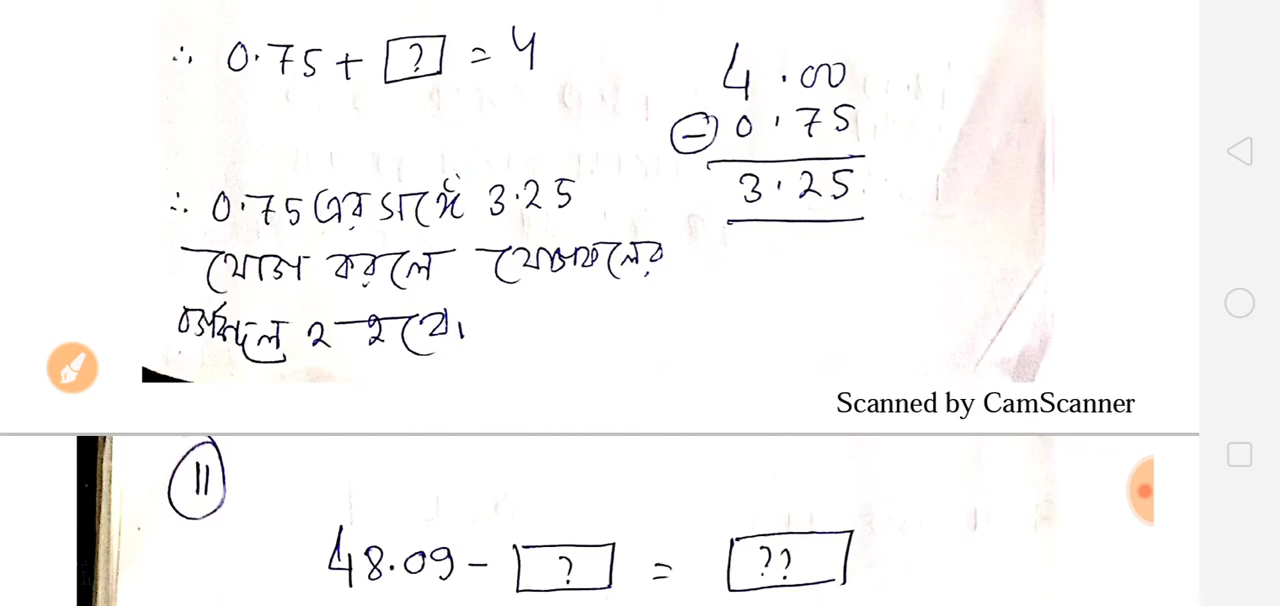 ∴ 0.75 + ? = 4
4.00
- 0.75
3.25
∴ 0.75 এর সাথে 3.25
যোগ করলে যোগফলের
২ হবে।
Scanned by CamScanner
11
48.09 - ? = ??